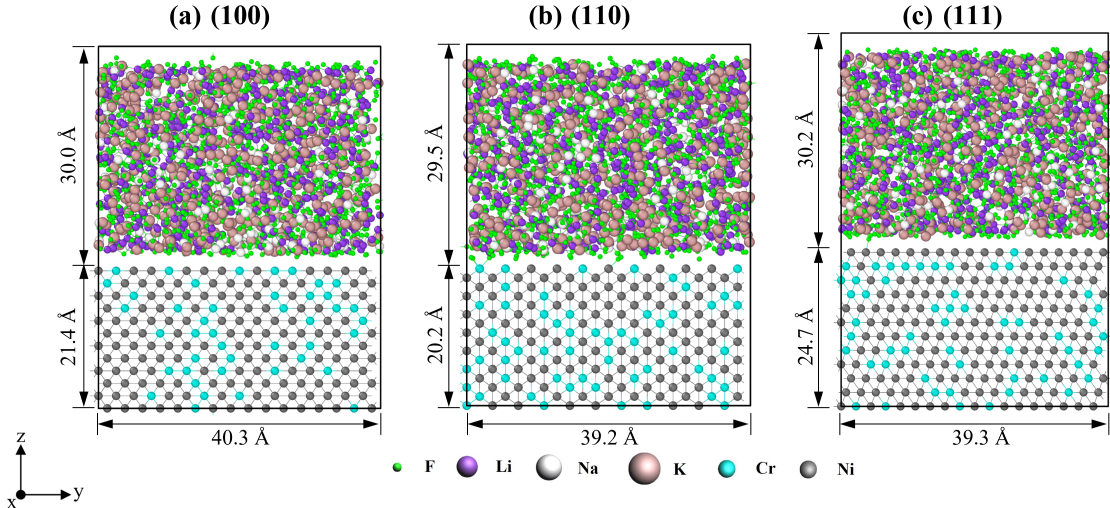 (a) (100)
(b) (110)
(c) (111)
30.0 Å
29.5 Å
30.2 Å
21.4 Å
20.2 Å
24.7 Å
40.3 Å
39.2 Å
39.3 Å
z
x
y
F
Li
Na
K
Cr
Ni